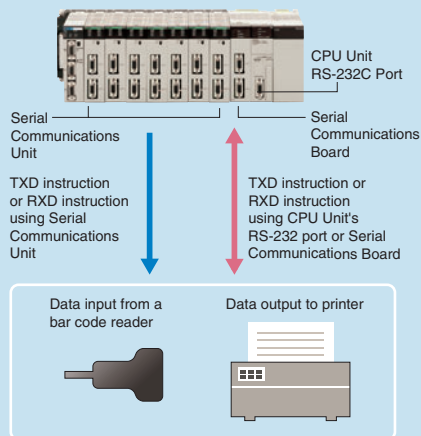 CPU Unit
RS-232C Port
Serial
Communications
Unit
Serial
Communications
Board
TXD instruction
or RXD instruction
using Serial
Communications
Unit
TXD instruction or
RXD instruction
using CPU Unit's
RS-232 port or Serial
Communications Board
Data input from a
bar code reader
Data output to printer